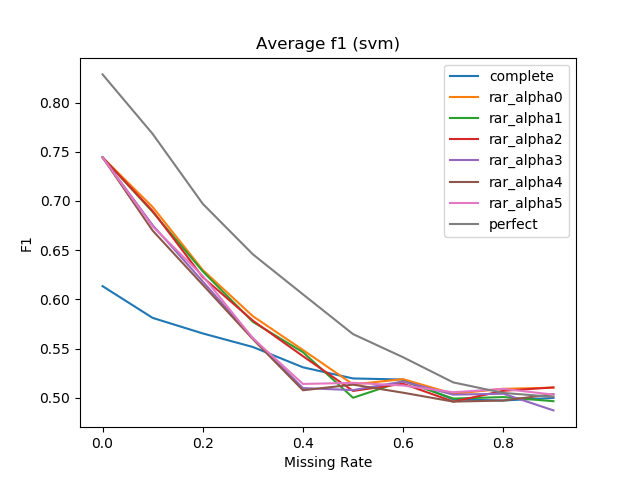 Average f1 (svm)
complete
rar_alpha0
rar_alpha1
rar_alpha2
rar_alpha3
rar_alpha4
rar_alpha5
perfect
F1
0.80
0.75
0.70
0.65
0.60
0.55
0.50
0.0 0.2 0.4 0.6 0.8
Missing Rate